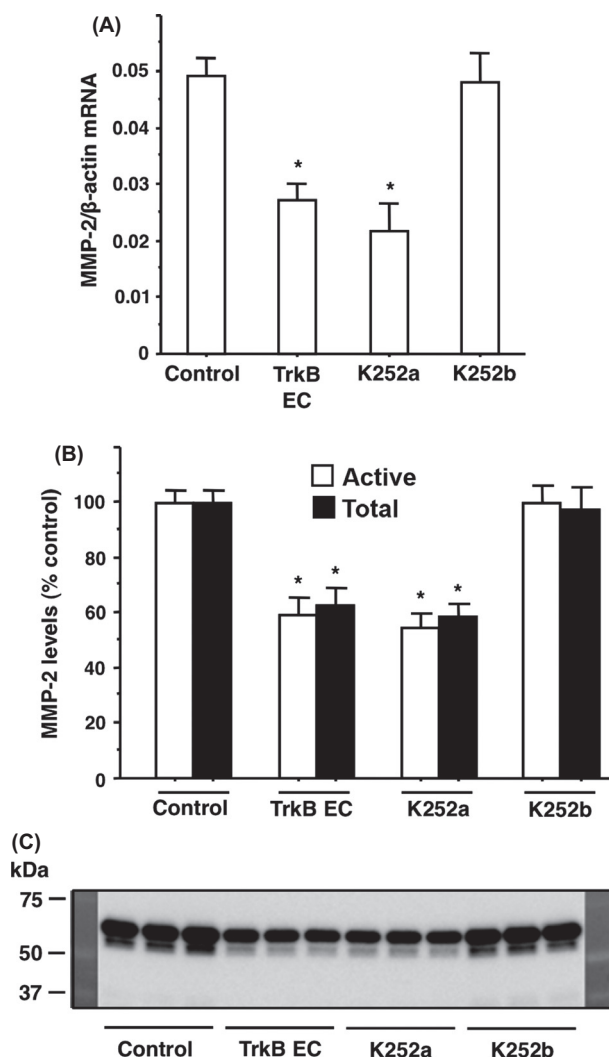 (A)
MMP-2/β-actin mRNA
0.05
0.04
0.03
0.02
0.01
0
* *
Control TrkB EC K252a K252b
(B)
MMP-2 levels (% control)
Active
Total
100
80
60
40
20
0
* * * *
Control TrkB EC K252a K252b
(C)
kDa
75
50
37
Control TrkB EC K252a K252b